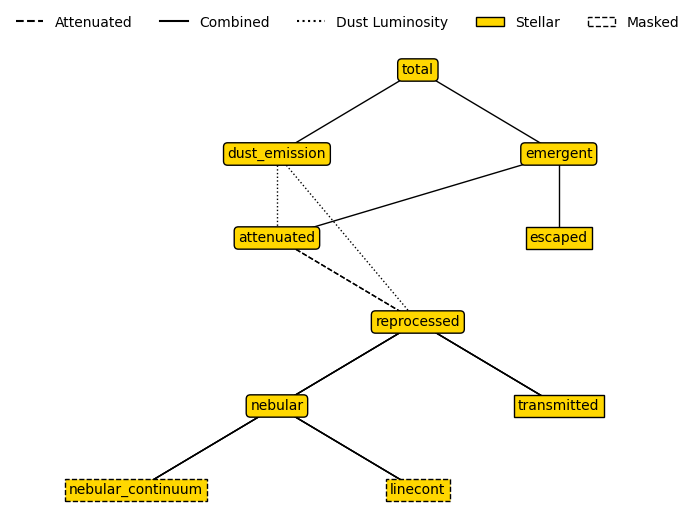 Attenuated Combined Dust Luminosity Stellar Masked
total
dust_emission emergent
attenuated escaped
reprocessed
nebular transmitted
nebular_continuum linecont